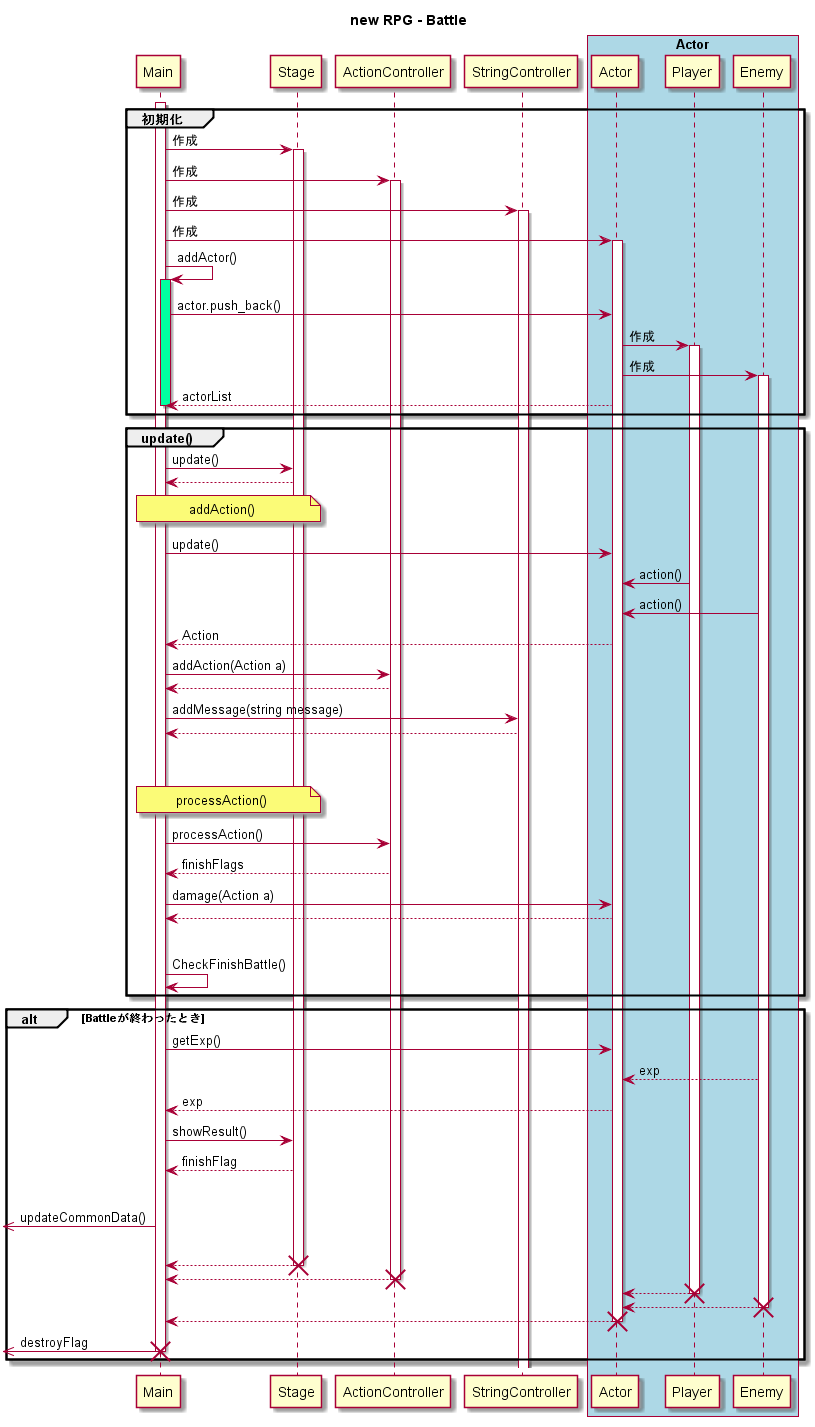 new RPG - Battle
Actor
Main
Stage
ActionController
StringController
Actor
Player
Enemy
初期化
作成
作成
作成
作成
addActor()
actor.push_back()
作成
作成
actorList
update()
update()
addAction()
update()
action()
action()
Action
addAction(Action a)
addMessage(string message)
processAction()
processAction()
finishFlags
damage(Action a)
CheckFinishBattle()
alt [Battleが終わったとき]
getExp()
exp
exp
showResult()
finishFlag
updateCommonData()
destroyFlag
Main
Stage
ActionController
StringController
Actor
Player
Enemy